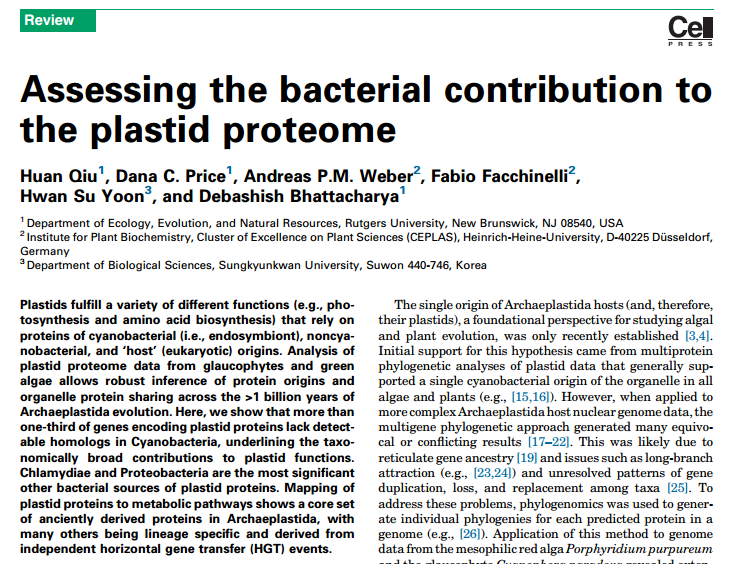 Review
Cell
PRESS
Assessing the bacterial contribution to
the plastid proteome
Huan Qiu1, Dana C. Price1, Andreas P.M. Weber2, Fabio Facchinelli2,
Hwan Su Yoon3, and Debashish Bhattacharya1
1 Department of Ecology, Evolution, and Natural Resources, Rutgers University, New Brunswick, NJ 08540, USA
2 Institute for Plant Biochemistry, Cluster of Excellence on Plant Sciences (CEPLAS), Heinrich-Heine-University, D-40225 Düsseldorf,
Germany
3 Department of Biological Sciences, Sungkyunkwan University, Suwon 440-746, Korea
Plastids fulfill a variety of different functions (e.g., pho-
tosynthesis and amino acid biosynthesis) that rely on
proteins of cyanobacterial (i.e., endosymbiont), noncya-
nobacterial, and ‘host’ (eukaryotic) origins. Analysis of
plastid proteome data from glaucophytes and green
algae allows robust inference of protein origins and
organelle protein sharing across the >1 billion years of
Archaeplastida evolution. Here, we show that more than
one-third of genes encoding plastid proteins lack detect-
able homologs in Cyanobacteria, underlining the taxo-
nomically broad contributions to plastid functions.
Chlamydiae and Proteobacteria are the most significant
other bacterial sources of plastid proteins. Mapping of
plastid proteins to metabolic pathways shows a core set
of anciently derived proteins in Archaeplastida, with
many others being lineage specific and derived from
independent horizontal gene transfer (HGT) events.
The single origin of Archaeplastida hosts (and, therefore,
their plastids), a foundational perspective for studying algal
and plant evolution, was only recently established [3,4].
Initial support for this hypothesis came from multiprotein
phylogenetic analyses of plastid data that generally sup-
ported a single cyanobacterial origin of the organelle in all
algae and plants (e.g., [15,16]). However, when applied to
more complex Archaeplastida host nuclear genome data, the
multigene phylogenetic approach generated many equivo-
cal or conflicting results [17–22]. This was likely due to
reticulate gene ancestry [19] and issues such as long-branch
attraction (e.g., [23,24]) and unresolved patterns of gene
duplication, loss, and replacement among taxa [25]. To
address these problems, phylogenomics was used to gener-
ate individual phylogenies for each predicted protein in a
genome (e.g., [26]). Application of this method to genome
data from the mesophilic red alga Porphyridium purpureum